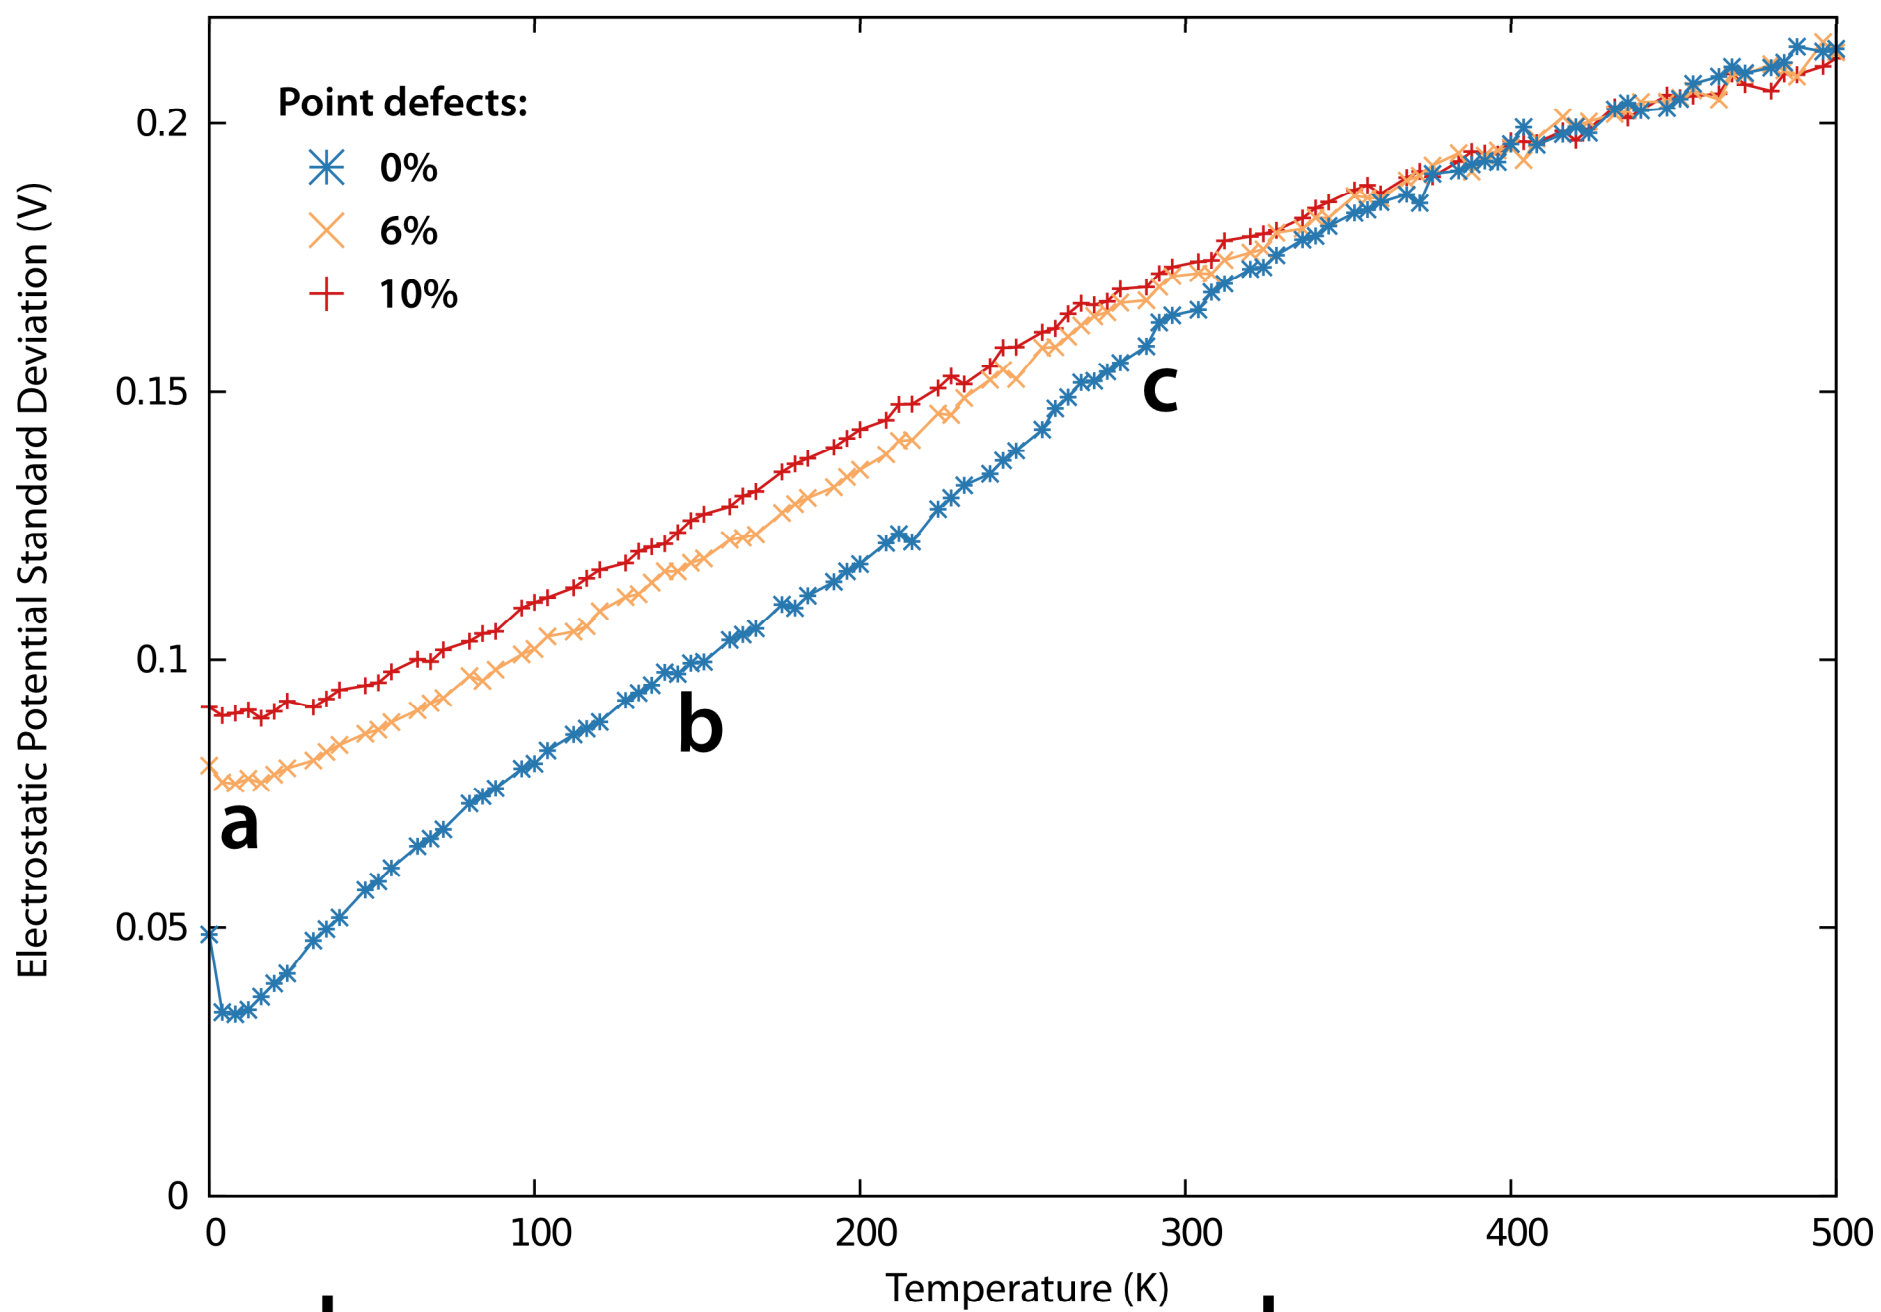 Point defects:
0%
6%
10%
Electrostatic Potential Standard Deviation (V)
0.2
0.15
0.1
0.05
0
a
b
c
0 100 200 300 400 500
Temperature (K)